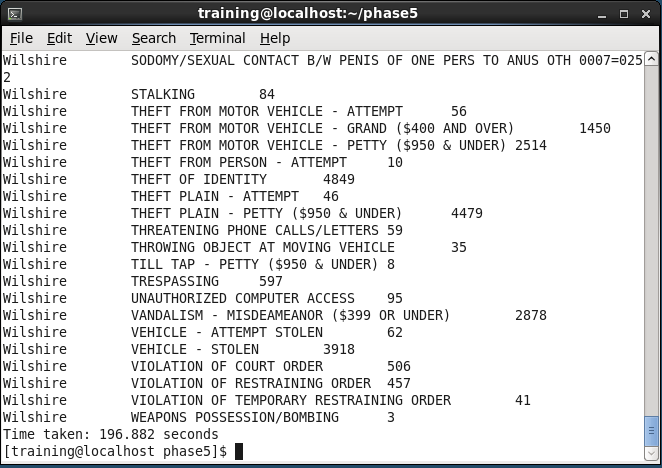 training@localhost:~/phase5
File Edit View Search Terminal Help
Wilshire SODOMY/SEXUAL CONTACT B/W PENIS OF ONE PERS TO ANUS OTH 0007=025
2
Wilshire STALKING 84
Wilshire THEFT FROM MOTOR VEHICLE - ATTEMPT 56
Wilshire THEFT FROM MOTOR VEHICLE - GRAND ($400 AND OVER) 1450
Wilshire THEFT FROM MOTOR VEHICLE - PETTY ($950 & UNDER) 2514
Wilshire THEFT FROM PERSON - ATTEMPT 10
Wilshire THEFT OF IDENTITY 4849
Wilshire THEFT PLAIN - ATTEMPT 46
Wilshire THEFT PLAIN - PETTY ($950 & UNDER) 4479
Wilshire THREATENING PHONE CALLS/LETTERS 59
Wilshire THROWING OBJECT AT MOVING VEHICLE 35
Wilshire TILL TAP - PETTY ($950 & UNDER) 8
Wilshire TRESPASSING 597
Wilshire UNAUTHORIZED COMPUTER ACCESS 95
Wilshire VANDALISM - MISDEAMEANOR ($399 OR UNDER) 2878
Wilshire VEHICLE - ATTEMPT STOLEN 62
Wilshire VEHICLE - STOLEN 3918
Wilshire VIOLATION OF COURT ORDER 506
Wilshire VIOLATION OF RESTRAINING ORDER 457
Wilshire VIOLATION OF TEMPORARY RESTRAINING ORDER 41
Wilshire WEAPONS POSSESSION/BOMBING 3
Time taken: 196.882 seconds
[training@localhost phase5]$